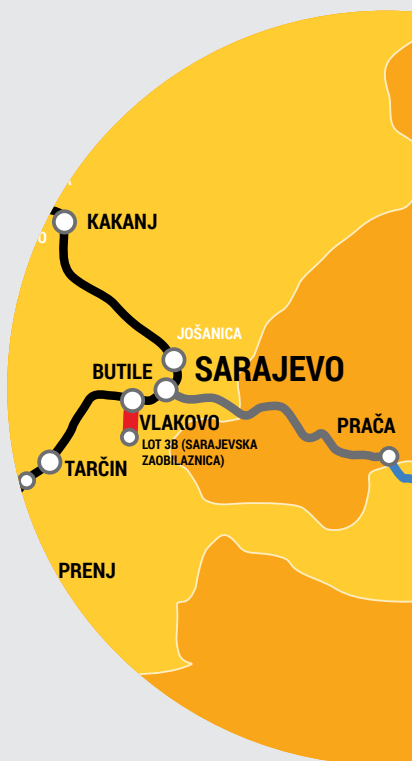 KAKANJ
O
JOŠANICA
BUTILE
SARAJEVO
VLAKOVO
LOT 3B (SARAJEVSKA
ZAOBILAZNICA)
PRAČA
TARČIN
PRENJ